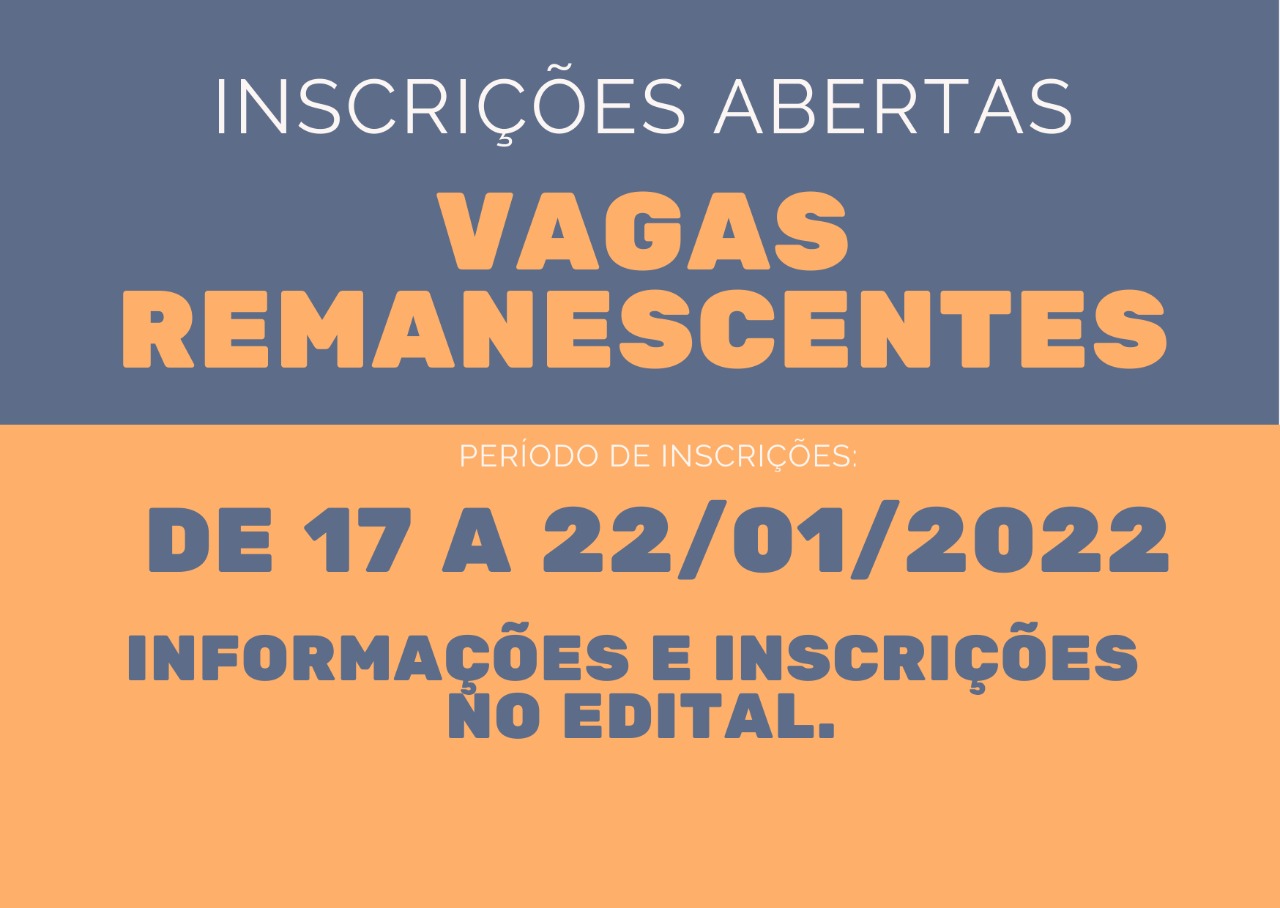 INSCRIÇÕES ABERTAS
VAGAS
REMANESCENTES
PERÍODO DE INSCRIÇÕES:
DE 17 A 22/01/2022
INFORMAÇÕES E INSCRIÇÕES
NO EDITAL.